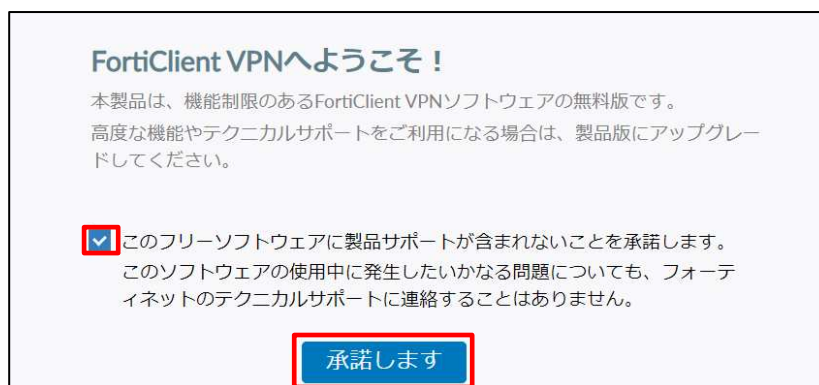 FortiClient VPNへようこそ！
本製品は、機能制限のあるFortiClient VPNソフトウェアの無料版です。
高度な機能やテクニカルサポートをご利用になる場合は、製品版にアップグレー
ドしてください。
このフリーソフトウェアに製品サポートが含まれないことを承諾します。
このソフトウェアの使用中に発生したいかなる問題についても、フォーテ
ィネットのテクニカルサポートに連絡することはありません。
承諾します